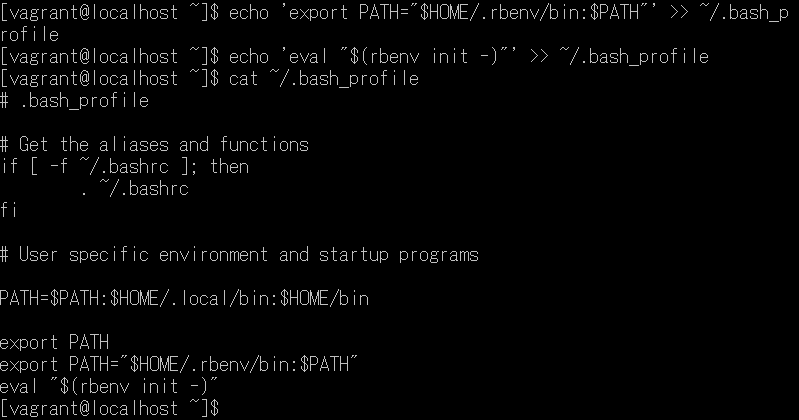 [vagrant@localhost ~]$ echo 'export PATH="$HOME/.rbenv/bin:$PATH"' >> ~/.bash_p
rofile
[vagrant@localhost ~]$ echo 'eval "$(rbenv init -)"' >> ~/.bash_profile
[vagrant@localhost ~]$ cat ~/.bash_profile
# .bash_profile

# Get the aliases and functions
if [ -f ~/.bashrc ]; then
        . ~/.bashrc
fi

# User specific environment and startup programs

PATH=$PATH:$HOME/.local/bin:$HOME/bin

export PATH
export PATH="$HOME/.rbenv/bin:$PATH"
eval "$(rbenv init -)"
[vagrant@localhost ~]$